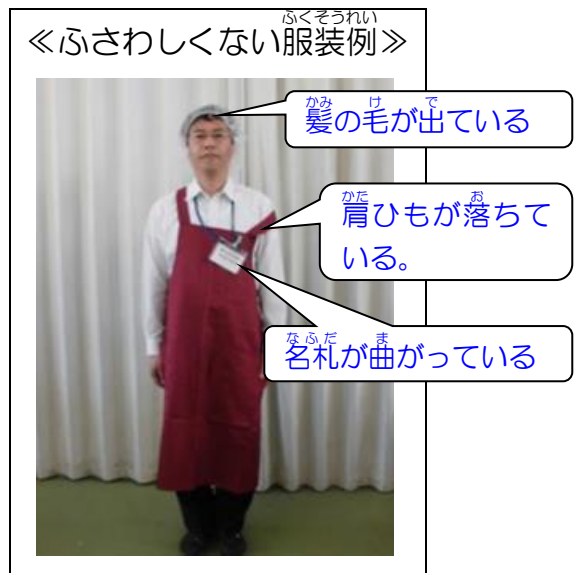 ふくそうれい
≪ふさわしくない服装例≫
かみ け で
髪の毛が出ている
かた お
肩ひもが落ちて
いる。
なふだ ま
名札が曲がっている